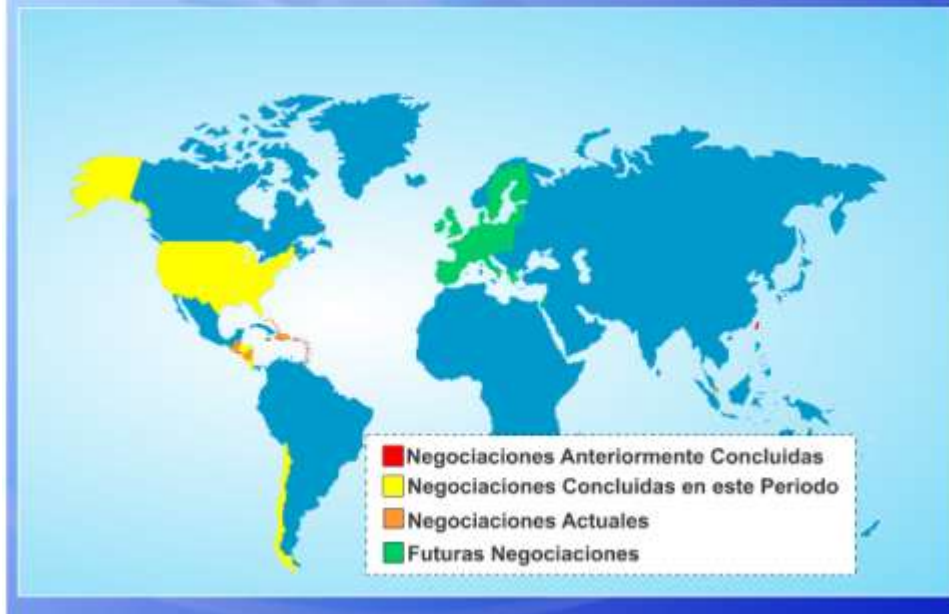 Negociaciones Anteriormente Concluidas
Negociaciones Concluidas en este Periodo
Negociaciones Actuales
Futuras Negociaciones